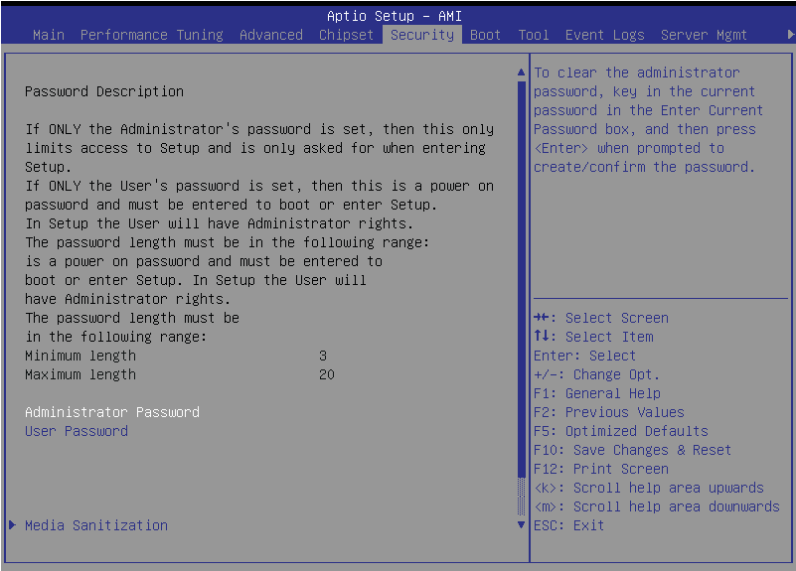 Aptio Setup – AMI
Main Performance Tuning Advanced Chipset Security Boot Tool Event Logs Server Mgmt
Password Description
If ONLY the Administrator's password is set, then this only
limits access to Setup and is only asked for when entering
Setup.
If ONLY the User's password is set, then this is a power on
password and must be entered to boot or enter Setup.
In Setup the User will have Administrator rights.
The password length must be in the following range:
is a power on password and must be entered to
boot or enter Setup. In Setup the User will
have Administrator rights.
The password length must be
in the following range:
Minimum length 3
Maximum length 20
Administrator Password
User Password
Media Sanitization
To clear the administrator
password, key in the current
password in the Enter Current
Password box, and then press
<Enter> when prompted to
create/confirm the password.
→←: Select Screen
↑↓: Select Item
Enter: Select
+/-: Change Opt.
F1: General Help
F2: Previous Values
F5: Optimized Defaults
F10: Save Changes & Reset
F12: Print Screen
<k>: Scroll help area upwards
<m>: Scroll help area downwards
ESC: Exit